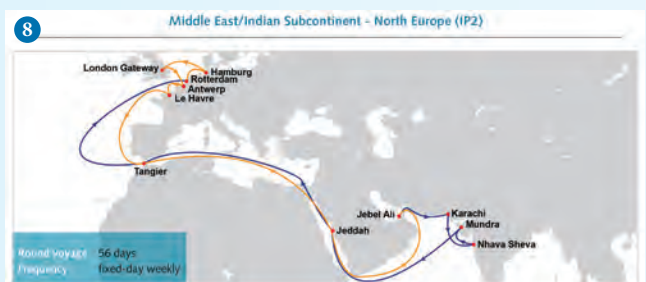 8
Middle East/Indian Subcontinent - North Europe (IP2)
London Gateway
Hamburg
Rotterdam
Antwerp
Le Havre
Tangier
Jebel Ali
Karachi
Mundra
Jeddah
Nhava Sheva
Round voyage 56 days
Frequency fixed-day weekly